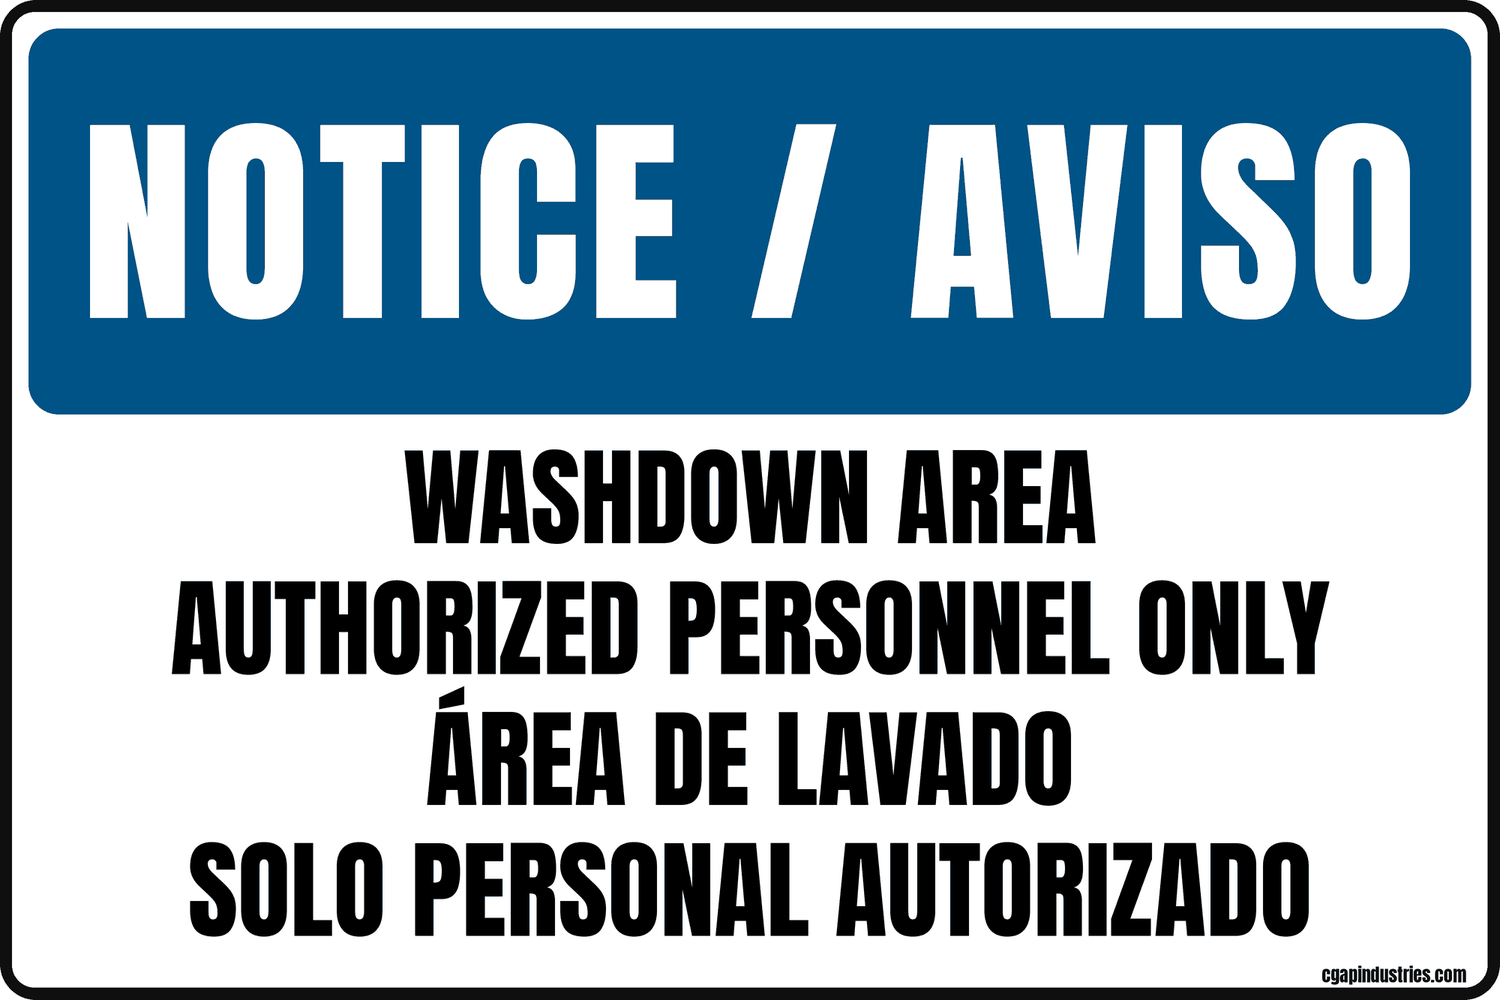 NOTICE / AVISO
WASHDOWN AREA
AUTHORIZED PERSONNEL ONLY
ÁREA DE LAVADO
SOLO PERSONAL AUTORIZADO
cgapindustries.com